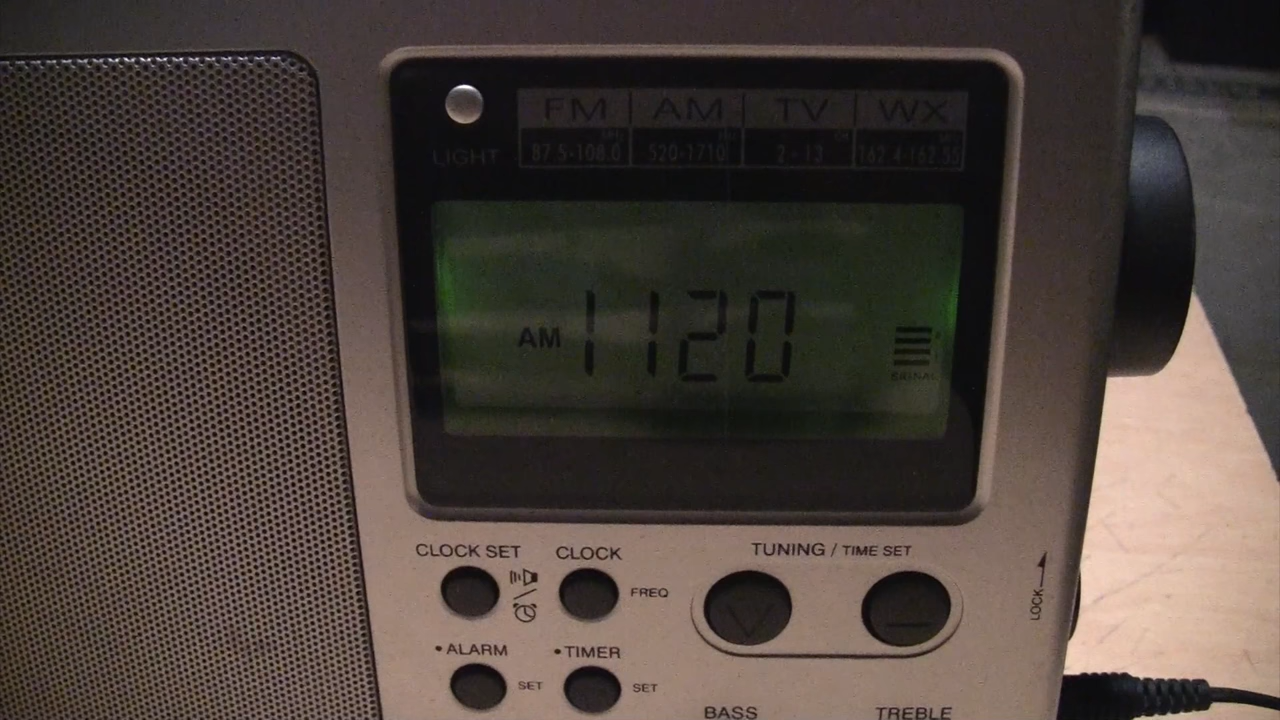 FM AM TV WX
LIGHT 87.5-108.0 520-1710 2-13 162.4-162.55
AM 1120
SIGNAL
CLOCK SET CLOCK TUNING / TIME SET
FREQ
LOCK
•ALARM •TIMER
SET SET
BASS TREBLE